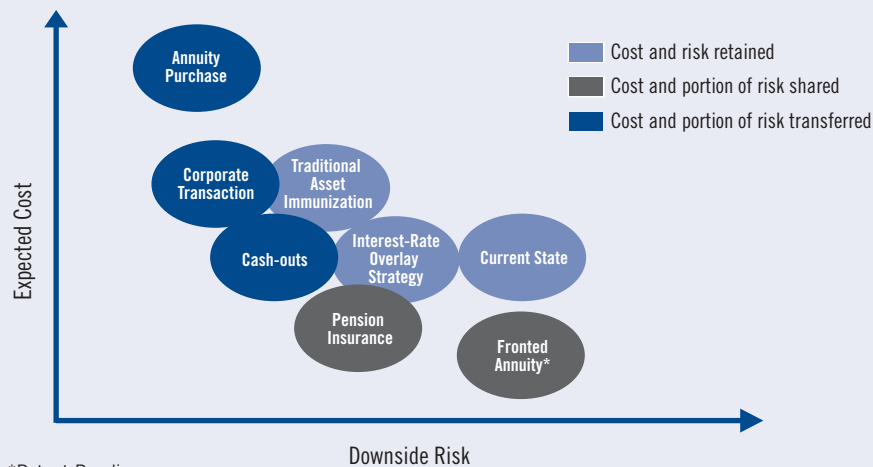 Annuity
Purchase
Cost and risk retained
Cost and portion of risk shared
Cost and portion of risk transferred
Corporate
Transaction
Traditional
Asset
Immunization
Cash-outs
Interest-Rate
Overlay
Strategy
Current State
Pension
Insurance
Fronted
Annuity*
Expected Cost
Downside Risk